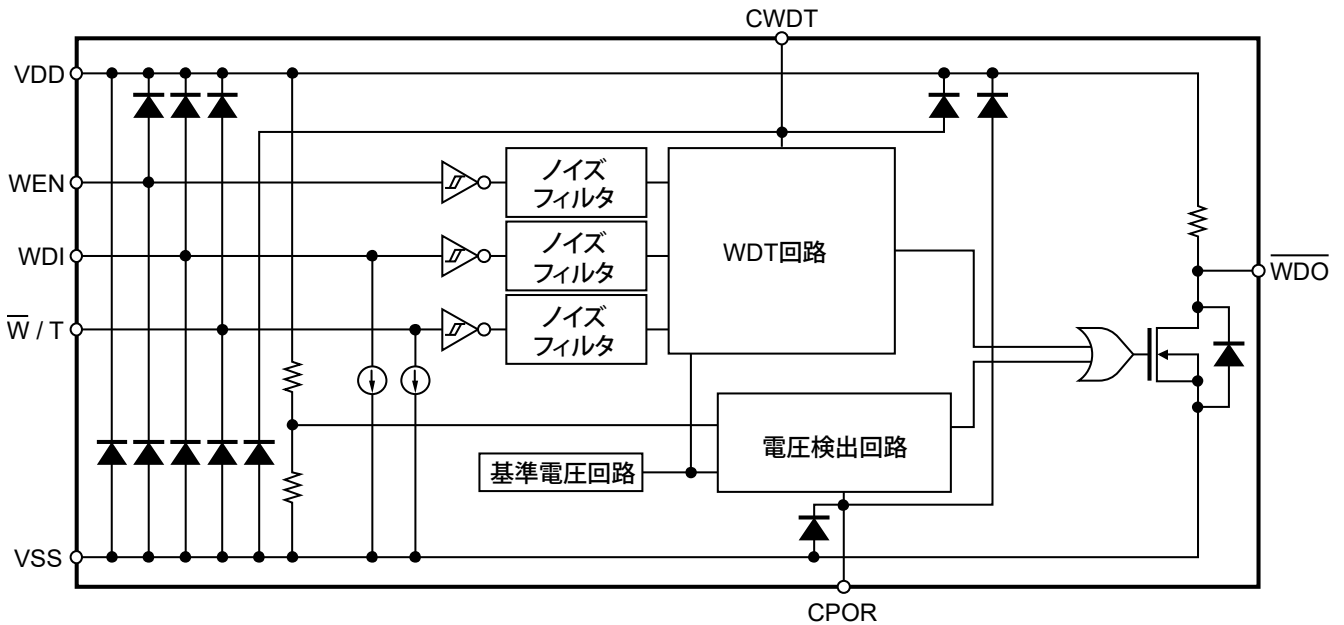 CWDT
VDD
WEN
ノイズ
フィルタ
WDI
ノイズ
フィルタ
WDT回路
W / T
ノイズ
フィルタ
WDO
電圧検出回路
基準電圧回路
VSS
CPOR